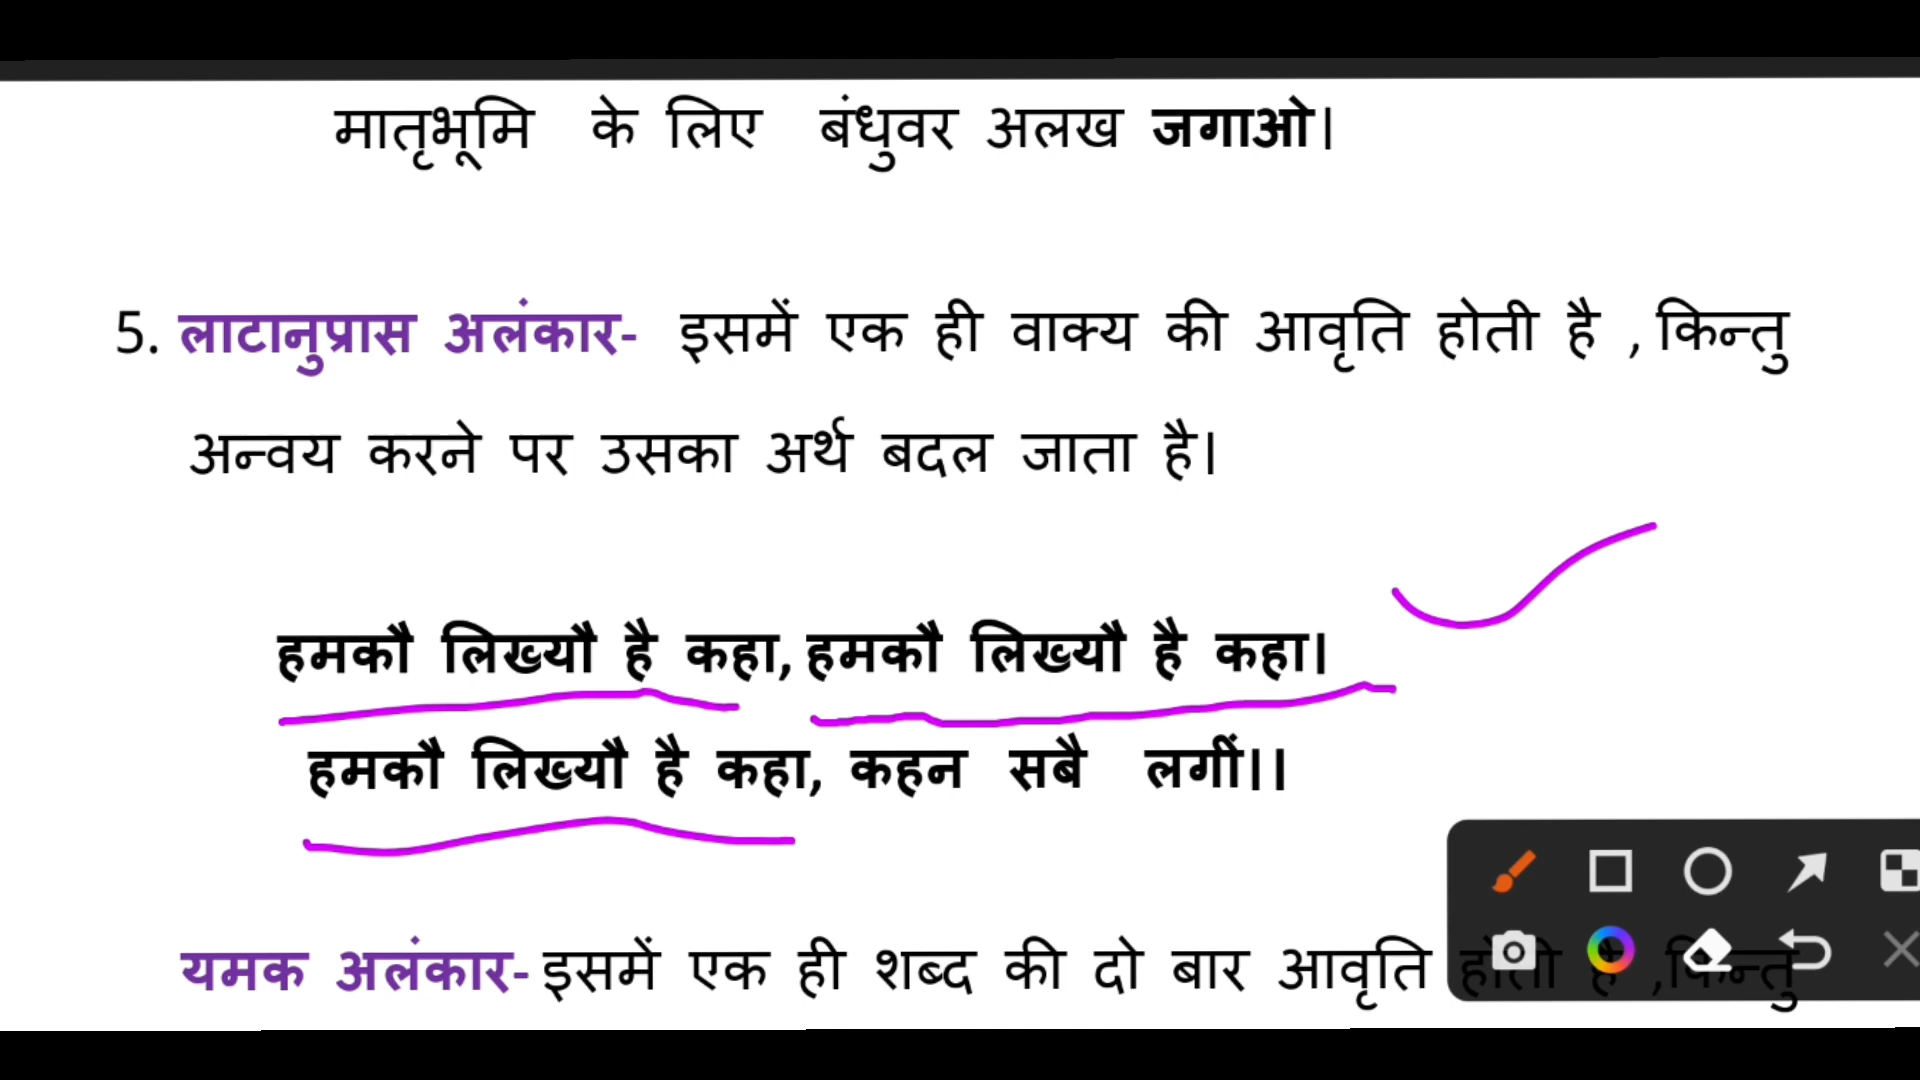 मातृभूमि के लिए बंधुवर अलख जगाओ।
5. लाटानुप्रास अलंकार- इसमें एक ही वाक्य की आवृति होती है ,किन्तु
अन्वय करने पर उसका अर्थ बदल जाता है।
हमकौ लिख्यौ है कहा, हमकौ लिख्यौ है कहा।
हमकौ लिख्यौ है कहा, कहन सबै लगीं।।
यमक अलंकार- इसमें एक ही शब्द की दो बार आवृति होती है ,किन्तु